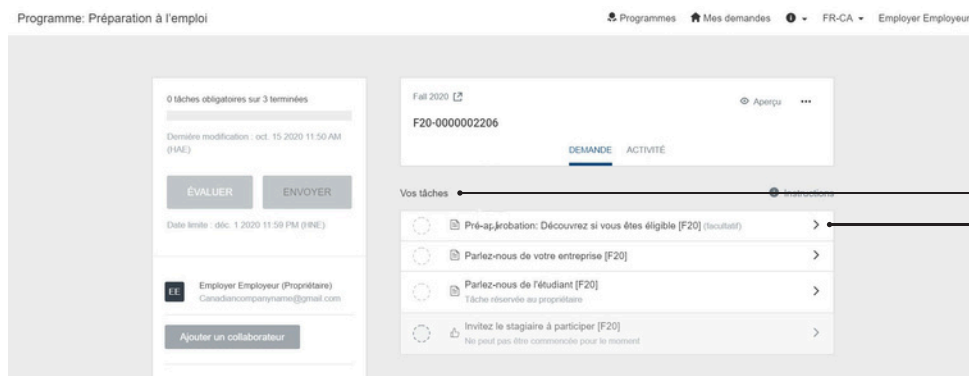 Programme: Préparation à l'emploi
Programmes Mes demandes FR-CA Employer Employeur
0 tâches obligatoires sur 3 terminées
Dernière modification : oct. 15 2020 11:50 AM
(HAE)
ÉVALUER ENVOYER
Date limite : déc. 1 2020 11:59 PM (HNE)
EE Employer Employeur (Propriétaire)
Canadiancompanyname@gmail.com
Ajouter un collaborateur
Fall 2020
Aperçu ...
F20-0000002206
DEMANDE ACTIVITÉ
Vos tâches
Instructions
Pré-approbation: Découvrez si vous êtes éligible [F20] (facultatif)
Parlez-nous de votre entreprise [F20]
Parlez-nous de l'étudiant [F20]
Tâche réservée au propriétaire
Invitez le stagiaire à participer [F20]
Ne peut pas être commencée pour le moment